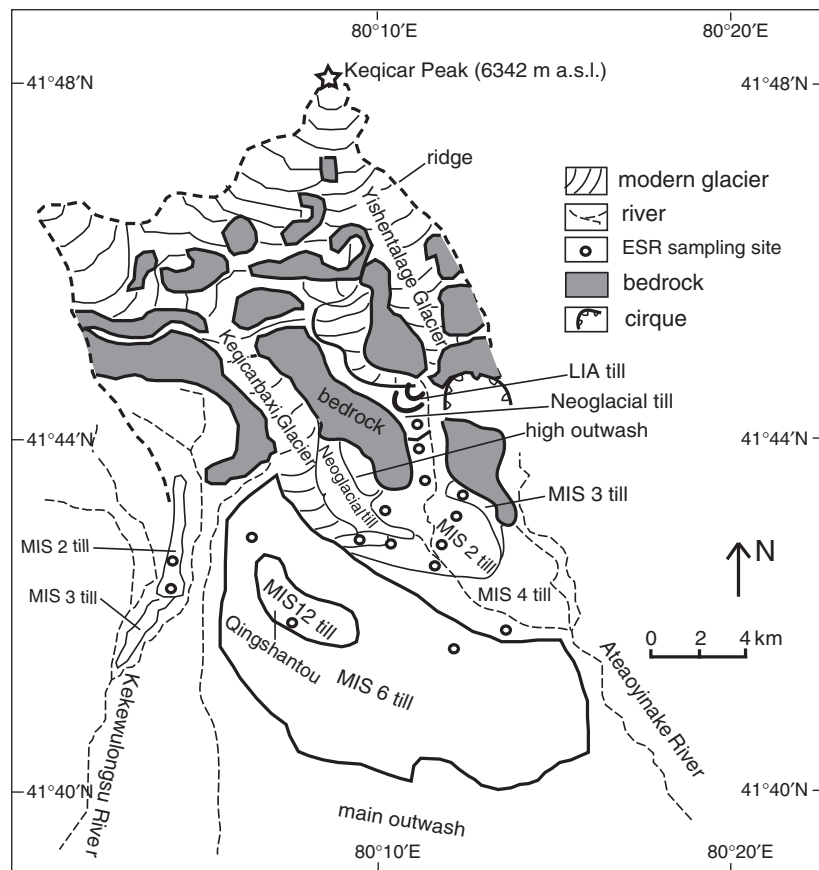 80°10′E
80°20′E
41°48′N
Keqicar Peak (6342 m a.s.l.)
41°48′N
ridge
modern glacier
river
ESR sampling site
bedrock
cirque
Yishentalage Glacier
Keqicarbaxi Glacier
bedrock
LIA till
Neoglacial till
high outwash
41°44′N
41°44′N
Neoglacial till
MIS 3 till
MIS 2 till
MIS 2 till
MIS 3 till
MIS 4 till
N
MIS12 till
Qingshantou
MIS 6 till
0 2 4 km
Kekewulongsu River
Ateaoyinake River
41°40′N
41°40′N
main outwash
80°10′E
80°20′E